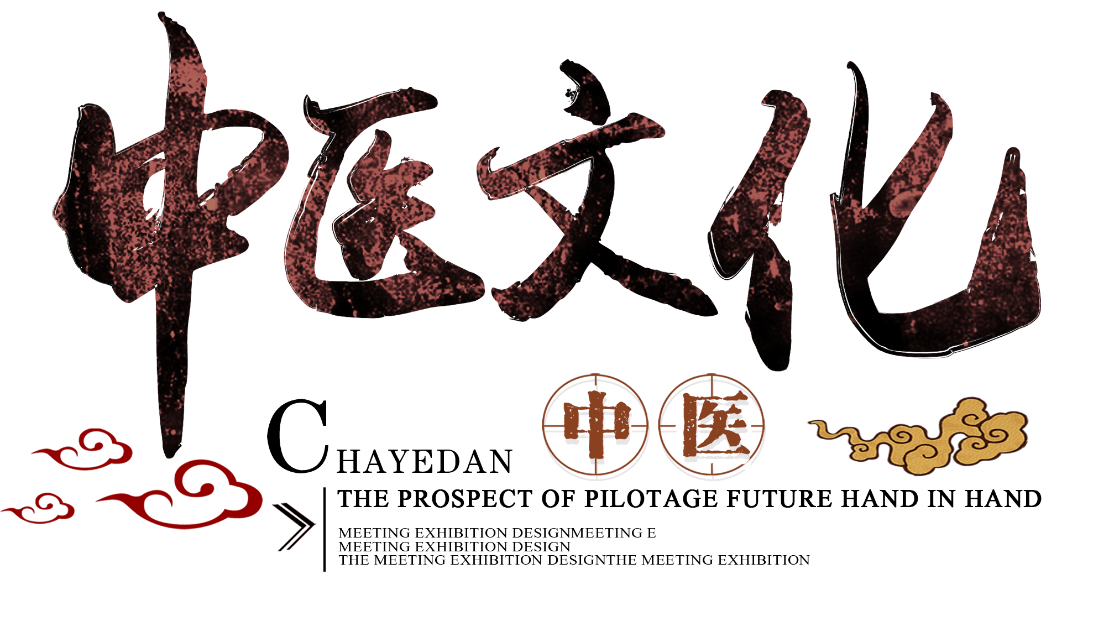 中医文化
中医
CHAYEDAN
THE PROSPECT OF PILOTAGE FUTURE HAND IN HAND
MEETING EXHIBITION DESIGNMEETING E
MEETING EXHIBITION DESIGN
THE MEETING EXHIBITION DESIGNTHE MEETING EXHIBITION